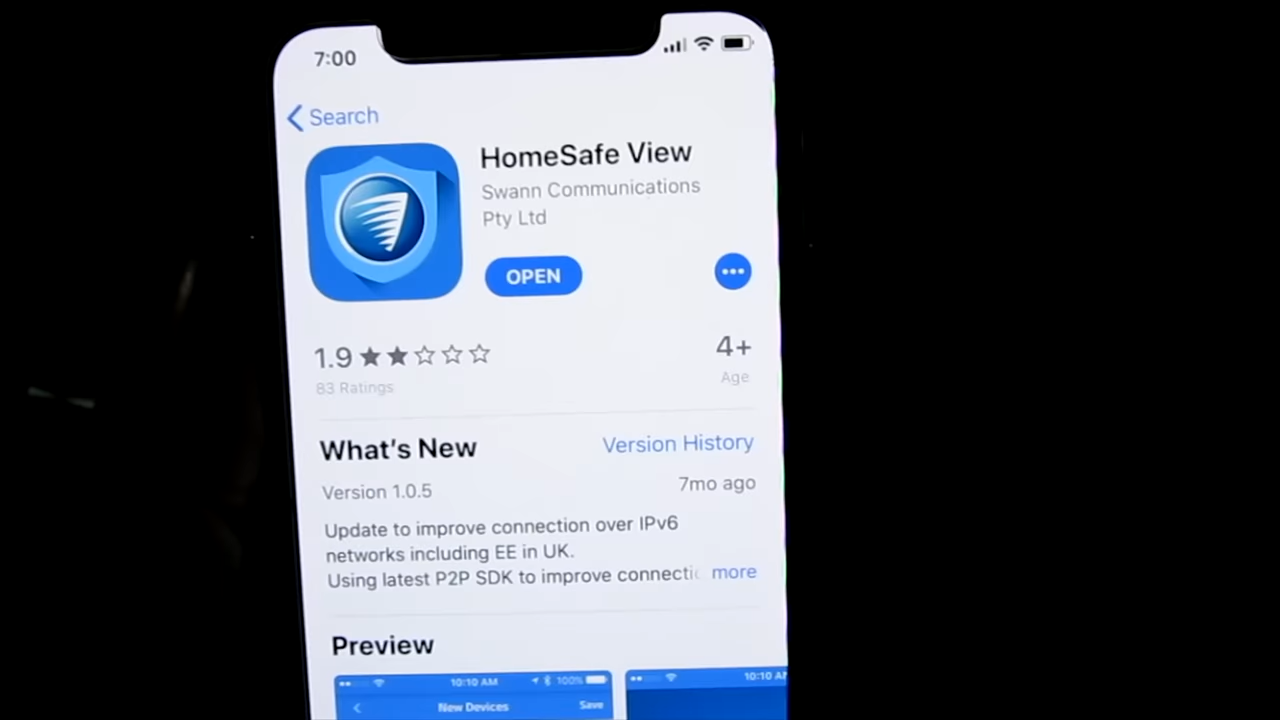 7:00
Search
HomeSafe View
Swann Communications
Pty Ltd
OPEN
1.9
4+
83 Ratings
Age
What's New
Version History
Version 1.0.5
7mo ago
Update to improve connection over IPv6
networks including EE in UK.
Using latest P2P SDK to improve connecti
more
Preview
10:10 AM
100%
10:10 AM
New Devices
Save